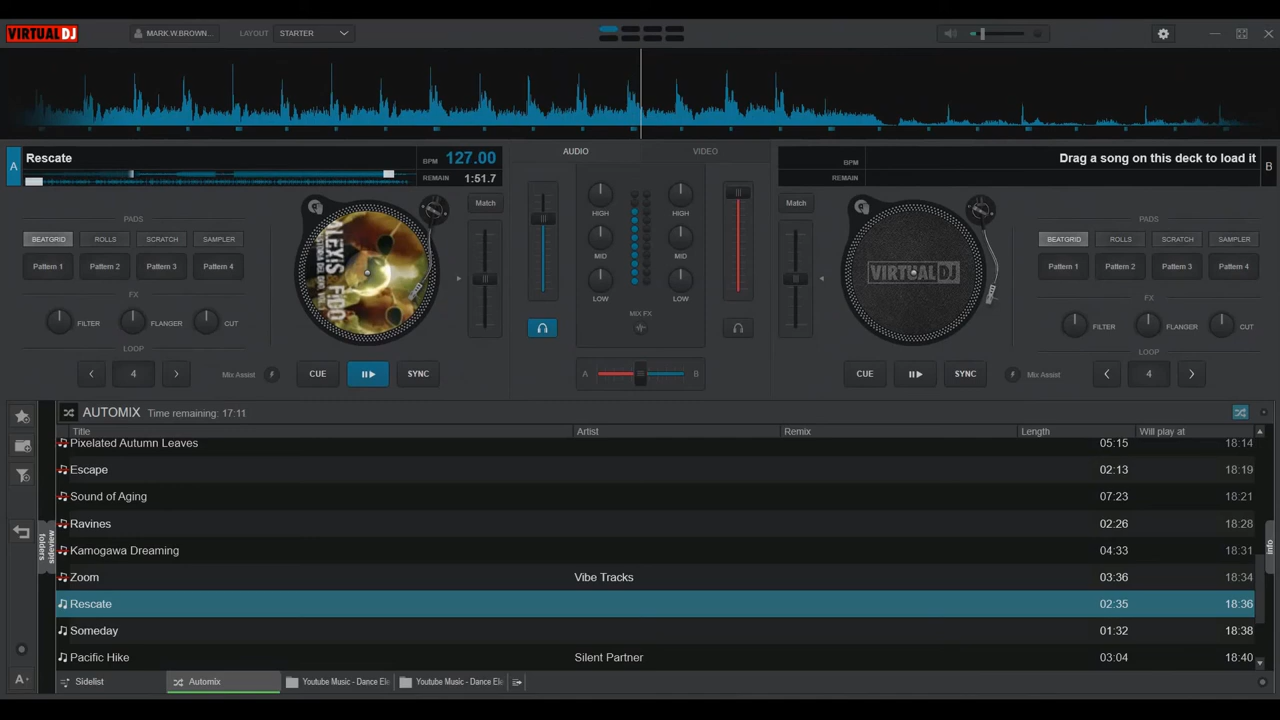 VIRTUALDJ
MARK.W.BROWN...
LAYOUT STARTER
A
Rescate
BPM 127.00
REMAIN 1:51.7
AUDIO VIDEO
BPM
REMAIN
Drag a song on this deck to load it
B
PADS
BEATGRID ROLLS SCRATCH SAMPLER
Pattern 1 Pattern 2 Pattern 3 Pattern 4
FX
FILTER FLANGER CUT
LOOP
4
Mix Assist
CUE SYNC
ALEXIS FIDO
Match
HIGH HIGH
MID MID
LOW LOW
MIX FX
A B
Match
VIRTUALDJ
PADS
BEATGRID ROLLS SCRATCH SAMPLER
Pattern 1 Pattern 2 Pattern 3 Pattern 4
FX
FILTER FLANGER CUT
LOOP
CUE SYNC Mix Assist 4
AUTOMIX Time remaining: 17:11
Title Artist Remix Length Will play at
Pixelated Autumn Leaves 05:15 18:14
Escape 02:13 18:19
Sound of Aging 07:23 18:21
Ravines 02:26 18:28
Kamogawa Dreaming 04:33 18:31
Zoom Vibe Tracks 03:36 18:34
Rescate 02:35 18:36
Someday 01:32 18:38
Pacific Hike Silent Partner 03:04 18:40
folders
sideview
info
A
Sidelist Automix Youtube Music - Dance Ele Youtube Music - Dance Ele